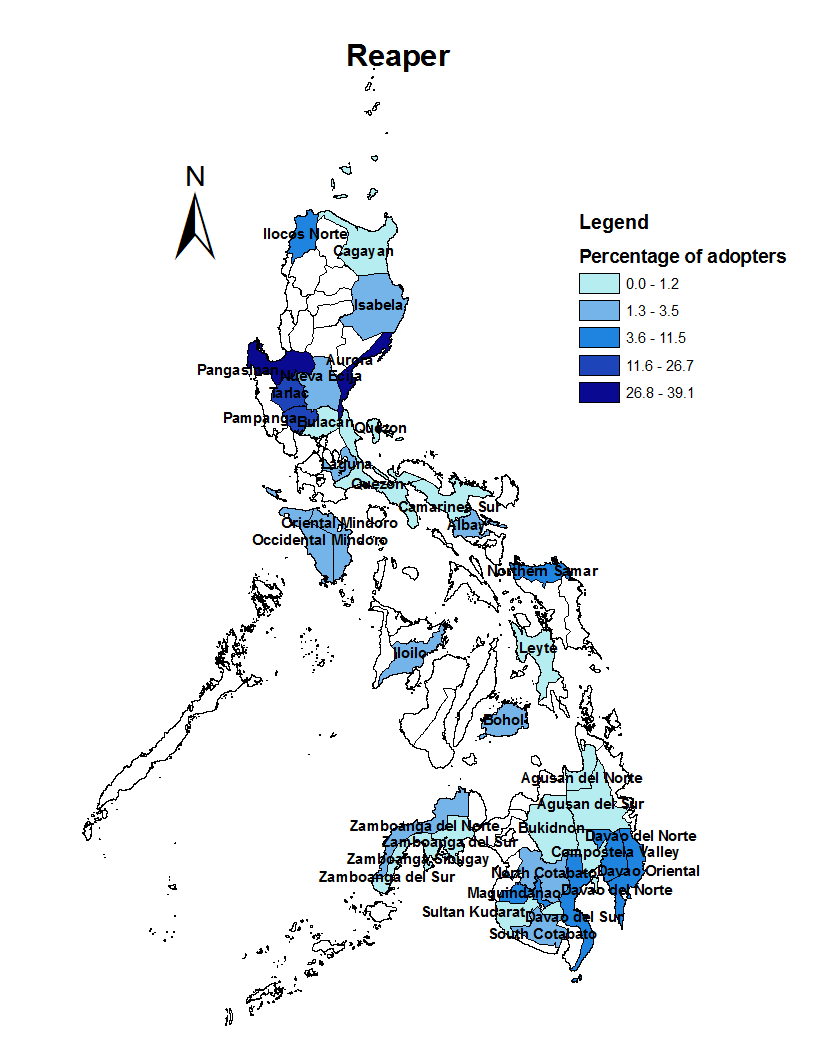 Reaper
N
Legend
Percentage of adopters
0.0 - 1.2
1.3 - 3.5
3.6 - 11.5
11.6 - 26.7
26.8 - 39.1
Ilocos Norte
Cagayan
Isabela
Aurora
Pangasinan
Nueva Ecija
Tarlac
Pampanga
Bulacan
Quezon
Laguna
Quezon
Camarines Sur
Oriental Mindoro
Albay
Occidental Mindoro
Northern Samar
Leyte
Iloilo
Bohol
Agusan del Norte
Agusan del Sur
Zamboanga del Norte
Bukidnon
Davao del Norte
Zamboanga del Sur
Compostela Valley
Zamboanga Sibugay
North Cotabato
Davao Oriental
Zamboanga del Sur
Maguindanao
Davao del Norte
Sultan Kudarat
Davao del Sur
South Cotabato